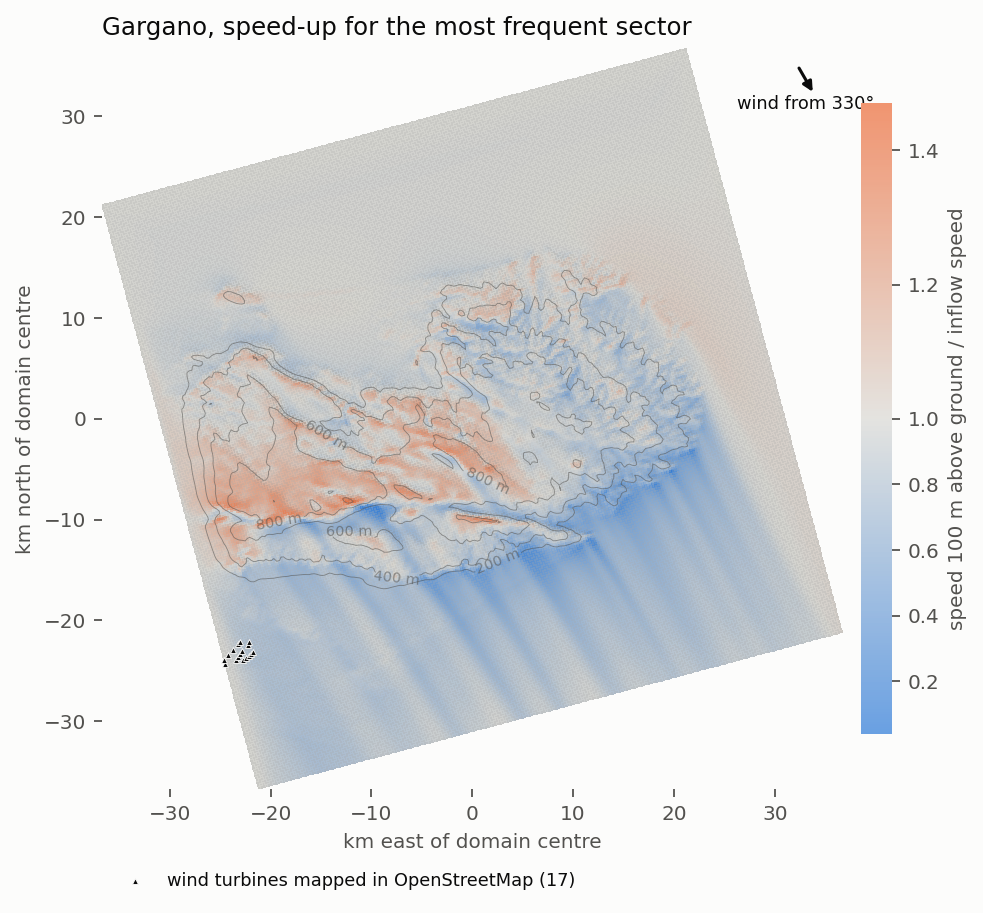 Gargano, speed-up for the most frequent sector
wind from 330°
30
20
10
0
−10
−20
−30
km north of domain centre
600 m
800 m
800 m
600 m
200 m
400 m
1.4
1.2
1.0
0.8
0.6
0.4
0.2
speed 100 m above ground / inflow speed
−30
−20
−10
0
10
20
30
km east of domain centre
wind turbines mapped in OpenStreetMap (17)